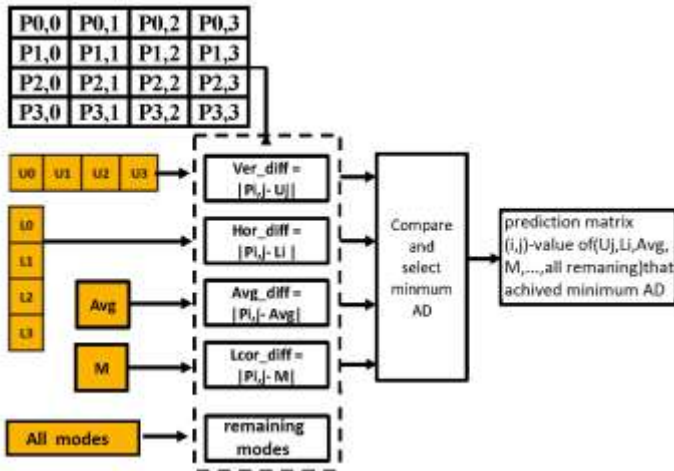 P0,0 P0,1 P0,2 P0,3
P1,0 P1,1 P1,2 P1,3
P2,0 P2,1 P2,2 P2,3
P3,0 P3,1 P3,2 P3,3
U0 U1 U2 U3
Ver_diff =
|Pi,j- Uj|
L0
L1
L2
L3
Hor_diff =
|Pi,j- Li |
Avg
Avg_diff =
|Pi,j- Avg|
M
Lcor_diff =
|Pi,j- M|
All modes
remaining
modes
Compare
and
select
minmum
AD
prediction matrix
(i,j)-value of(Uj,Li,Avg,
M,...,all remaning)that
achived minimum AD